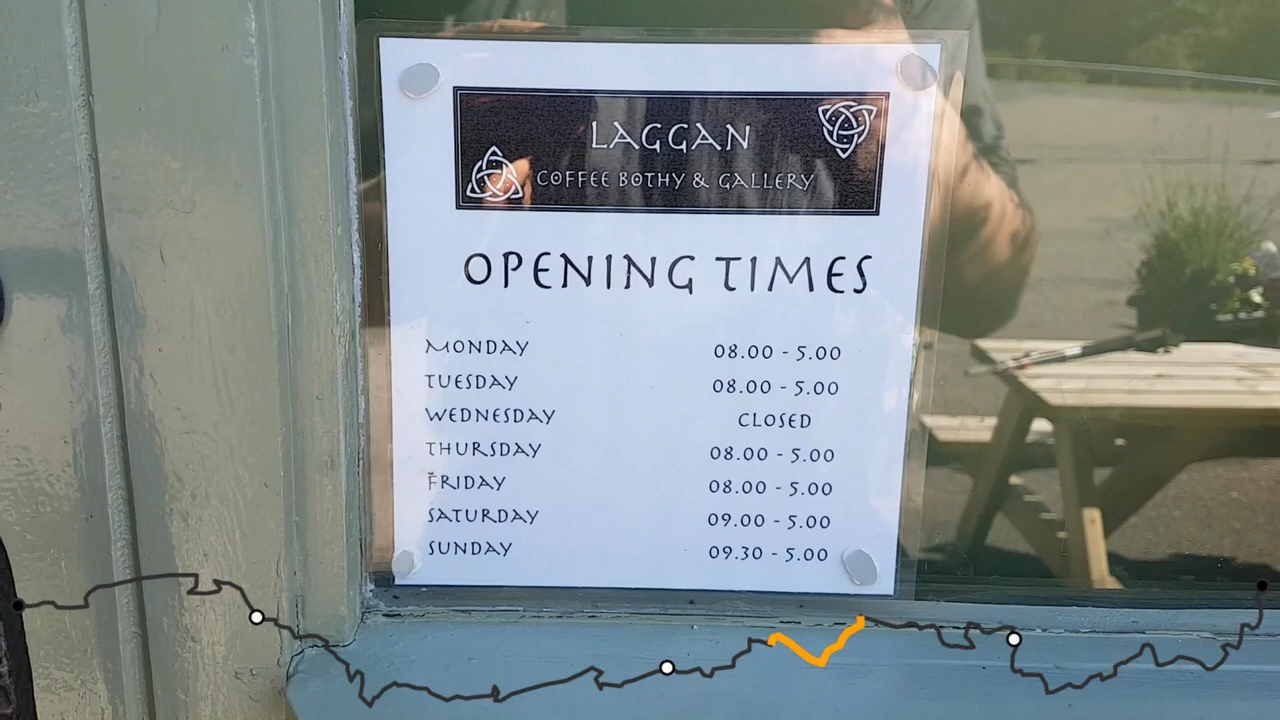 LAGGAN
COFFEE BOTHY & GALLERY
OPENING TIMES
MONDAY 08.00 - 5.00
TUESDAY 08.00 - 5.00
WEDNESDAY CLOSED
THURSDAY 08.00 - 5.00
FRIDAY 08.00 - 5.00
SATURDAY 09.00 - 5.00
SUNDAY 09.30 - 5.00